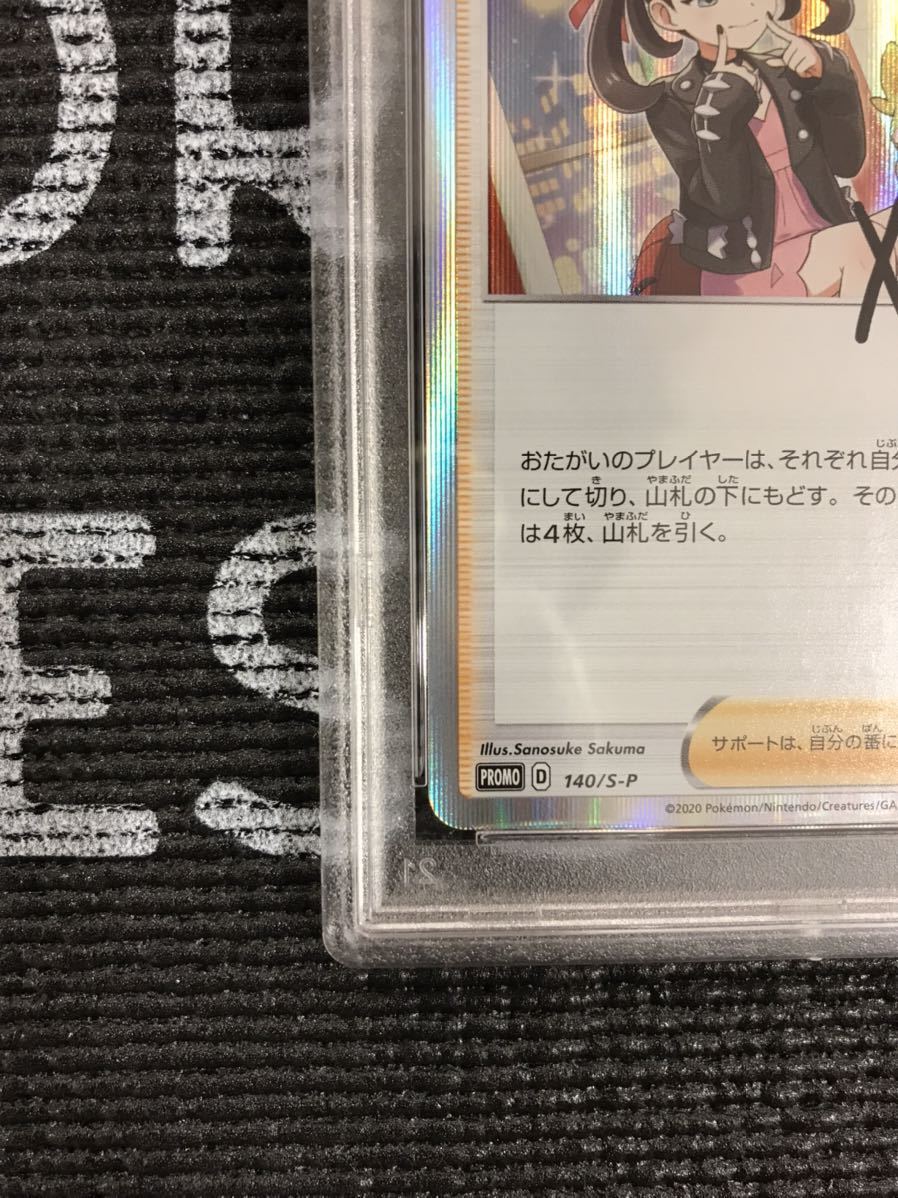 OR
ES
おたがいのプレイヤーは、それぞれ自分
にして切り、山札の下にもどす。その
は4枚、山札を引く。
Illus.Sanosuke Sakuma
サポートは、自分の番に
PROMO D 140/S-P
©2020 Pokémon/Nintendo/Creatures/GA
21